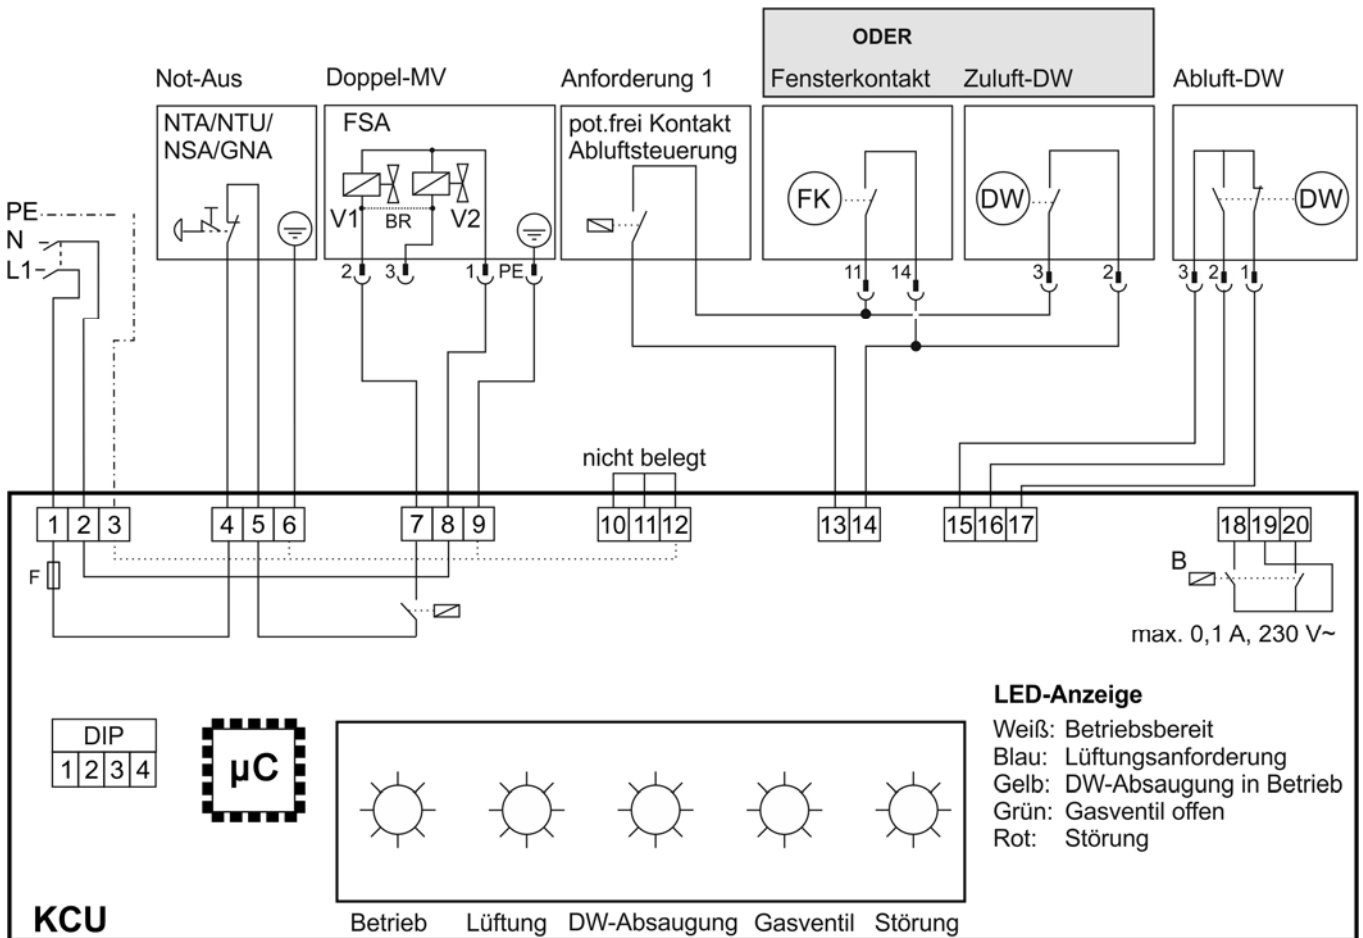 ODER
Not-Aus
Doppel-MV
Anforderung 1
Fensterkontakt
Zuluft-DW
Abluft-DW
NTA/NTU/
NSA/GNA
FSA
pot.frei Kontakt
Abluftsteuerung
FK
DW
DW
PE
N
L1
V1
BR
V2
2
3
1
PE
11
14
3
2
3
2
1
nicht belegt
1 2 3
4 5 6
7 8 9
10 11 12
13 14
15 16 17
18 19 20
F
B
max. 0,1 A, 230 V~
DIP
1 2 3 4
µC
LED-Anzeige
Weiß: Betriebsbereit
Blau: Lüftungsanforderung
Gelb: DW-Absaugung in Betrieb
Grün: Gasventil offen
Rot: Störung
KCU
Betrieb
Lüftung
DW-Absaugung
Gasventil
Störung